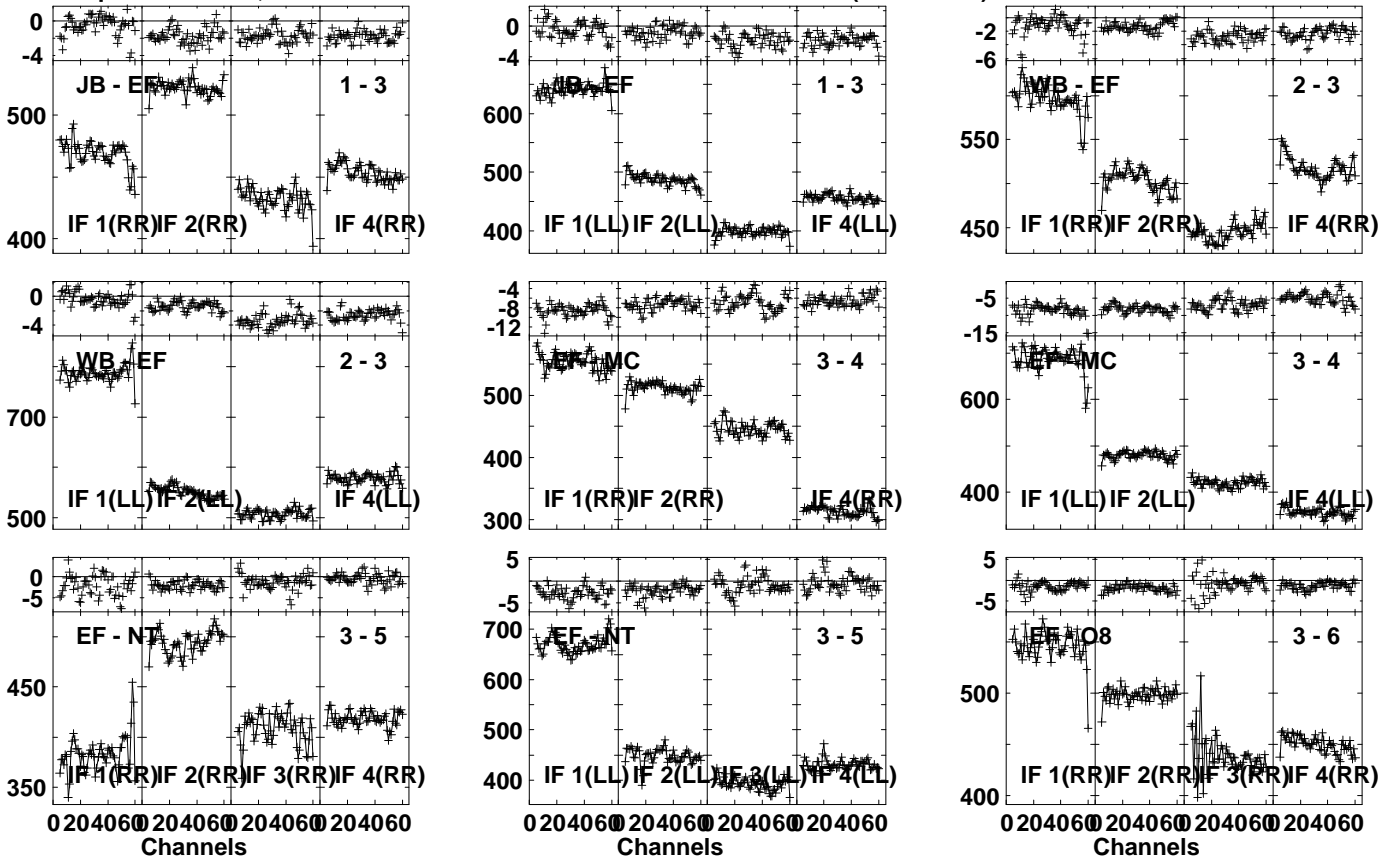 0
-4
JB - EF
1 - 3
500
400
IF 1(RR)
IF 2(RR)
IF 4(RR)
0
-4
JB - EF
1 - 3
600
500
400
IF 1(LL)
IF 2(LL)
IF 4(LL)
-2
-6
WB - EF
2 - 3
550
450
IF 1(RR)
IF 2(RR)
IF 4(RR)
0
-4
WB - EF
2 - 3
700
500
IF 1(LL)
IF 2(LL)
IF 4(LL)
-4
-8
-12
EF - MC
3 - 4
500
400
300
IF 1(RR)
IF 2(RR)
IF 4(RR)
-5
-15
EF - MC
3 - 4
600
400
IF 1(LL)
IF 2(LL)
IF 4(LL)
0
-5
EF - NT
3 - 5
450
350
IF 1(RR)
IF 2(RR)
IF 3(RR)
IF 4(RR)
0 20 40 60 0 20 40 60 0 20 40 60 0 20 40 60
Channels
5
-5
EF - NT
3 - 5
700
600
500
400
IF 1(LL)
IF 2(LL)
IF 3(LL)
IF 4(LL)
0 20 40 60 0 20 40 60 0 20 40 60 0 20 40 60
Channels
5
-5
EF - O8
3 - 6
500
400
IF 1(RR)
IF 2(RR)
IF 3(RR)
IF 4(RR)
0 20 40 60 0 20 40 60 0 20 40 60 0 20 40 60
Channels